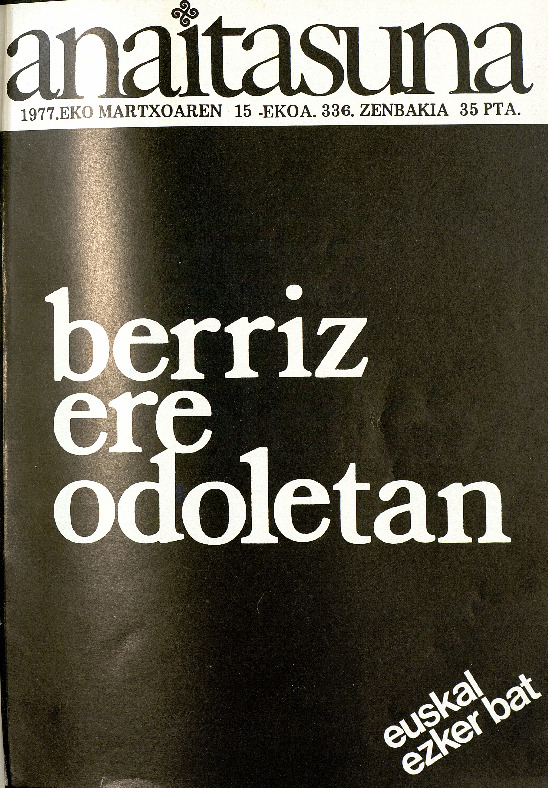 anaitasuna
1977.EKO MARTXOAREN 15 -EKOA. 336. ZENBAKIA 35 PTA.
berriz
ere
odoletan
euskal
ezker bat